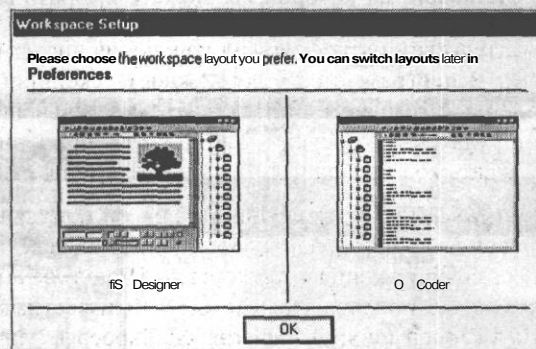 Workspace Setup
Please choose the workspace layout you prefer. You can switch layouts later in
Preferences.
fiS Designer
O Coder
OK